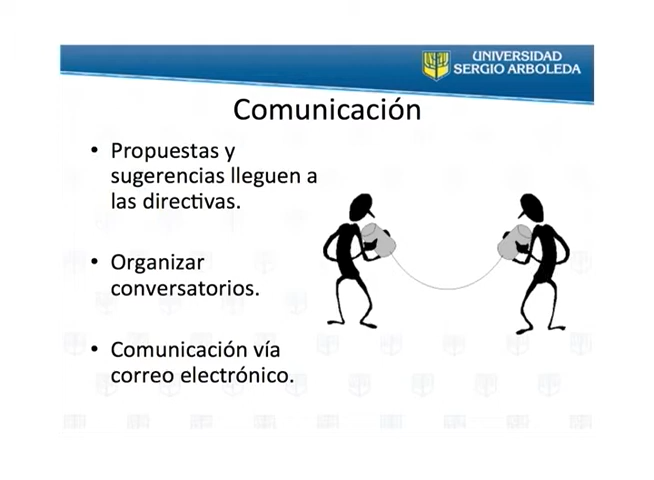 UNIVERSIDAD
SERGIO ARBOLEDA
Comunicación
• Propuestas y
sugerencias lleguen a
las directivas.
• Organizar
conversatorios.
• Comunicación vía
correo electrónico.